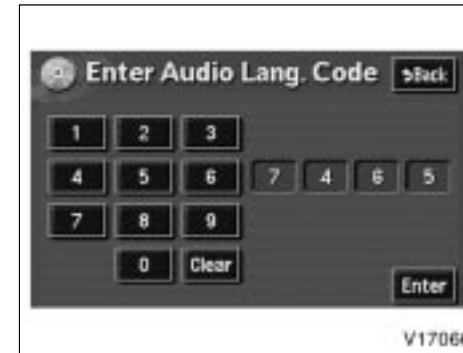 Enter Audio Lang. Code Back
1 2 3
4 5 6 7 4 6 5
7 8 9
0 Clear
Enter
V17066